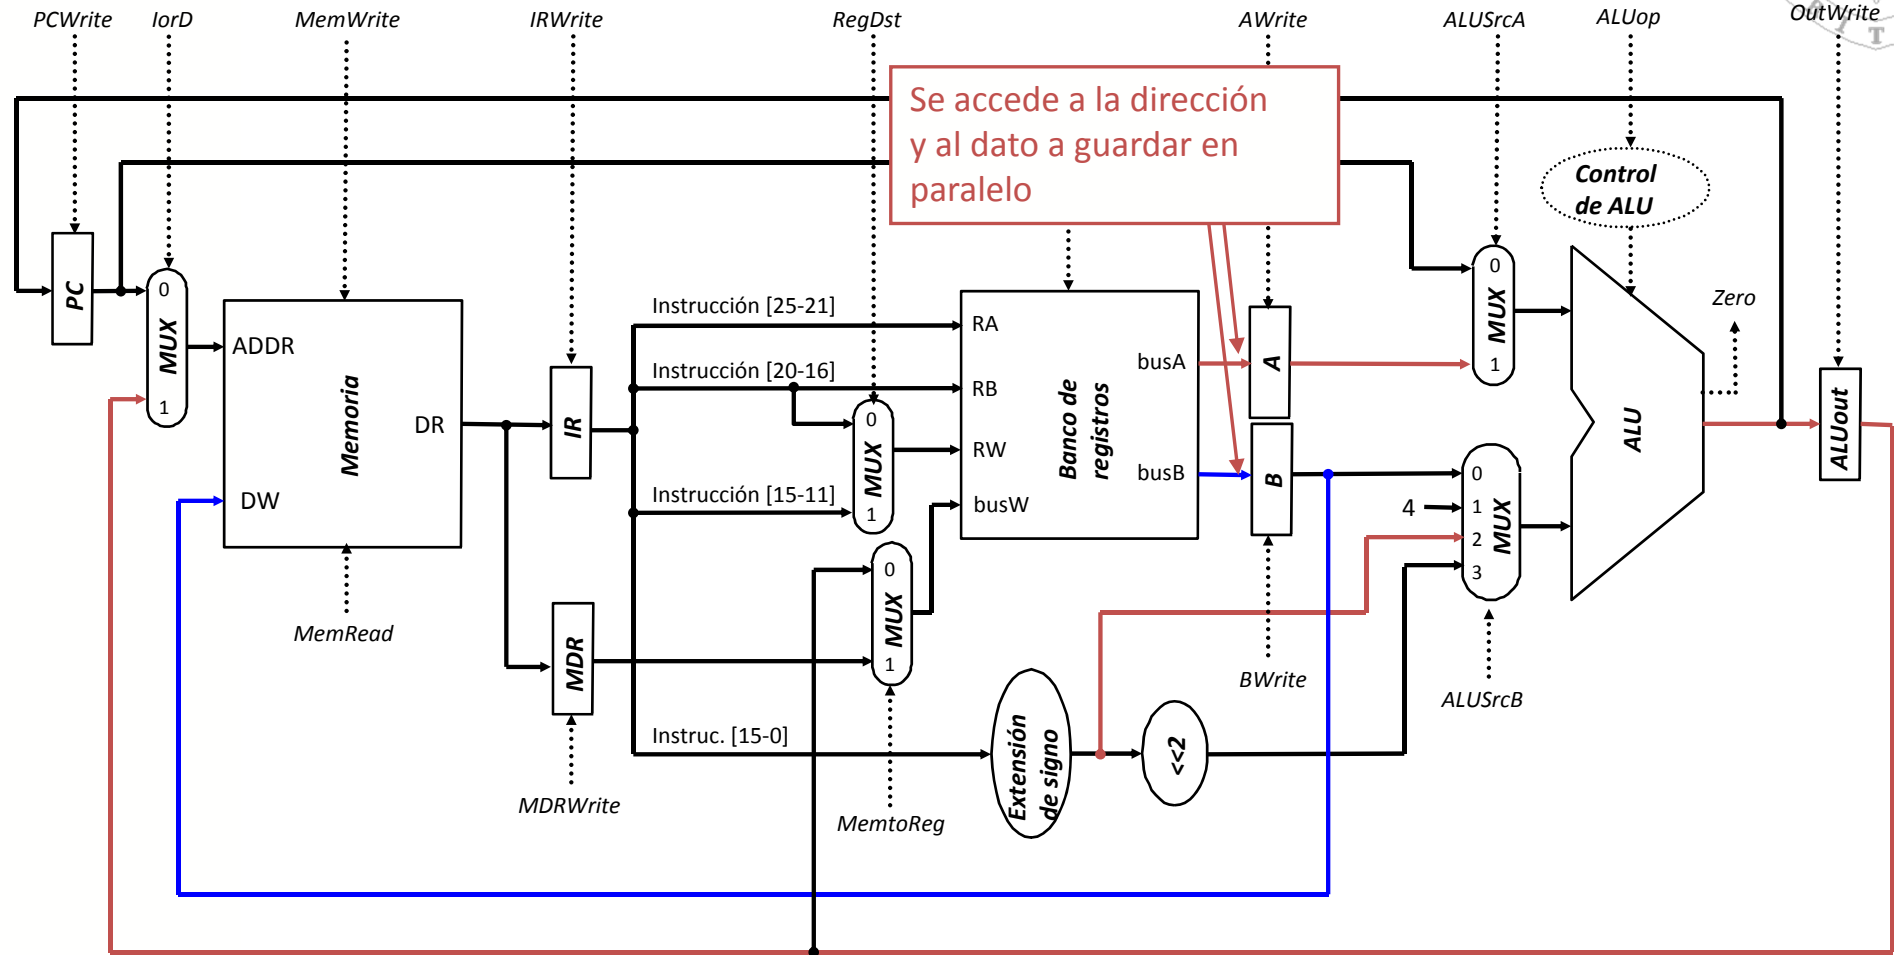 PCWrite
IorD
MemWrite
IRWrite
RegDst
AWrite
ALUSrcA
ALUop
OutWrite
R I T
Se accede a la dirección
y al dato a guardar en
paralelo
Control
de ALU
PC
0
MUX
1
ADDR
Memoria
DR
DW
MemRead
IR
MDR
MDRWrite
Instrucción [25-21]
Instrucción [20-16]
Instrucción [15-11]
Instruc. [15-0]
0
MUX
1
0
MUX
1
MemtoReg
RA
RB
RW
busW
Banco de
registros
busA
busB
A
B
BWrite
Extensión
de signo
<<2
0
MUX
1
4
0
1
2
3
MUX
ALUSrcB
ALU
Zero
ALUout